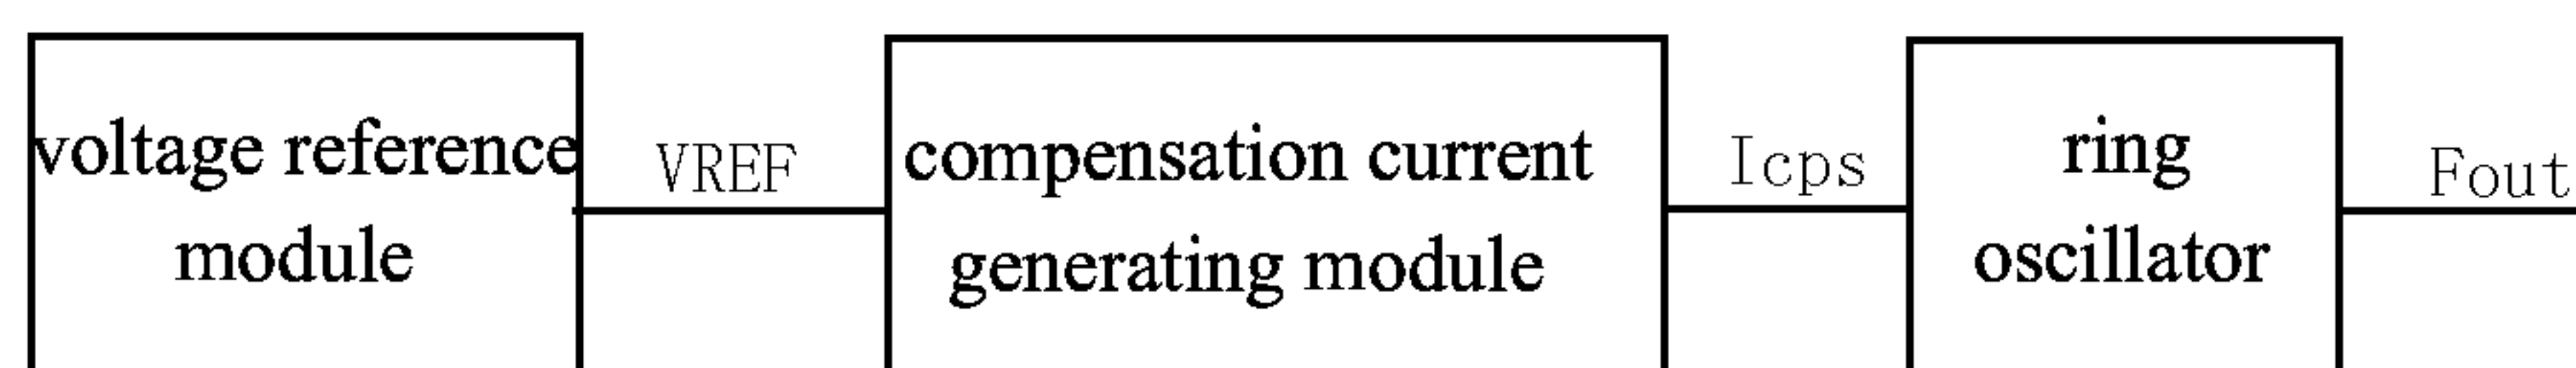 voltage reference
module
VREF
compensation current
generating module
Icps
ring
oscillator
Fout